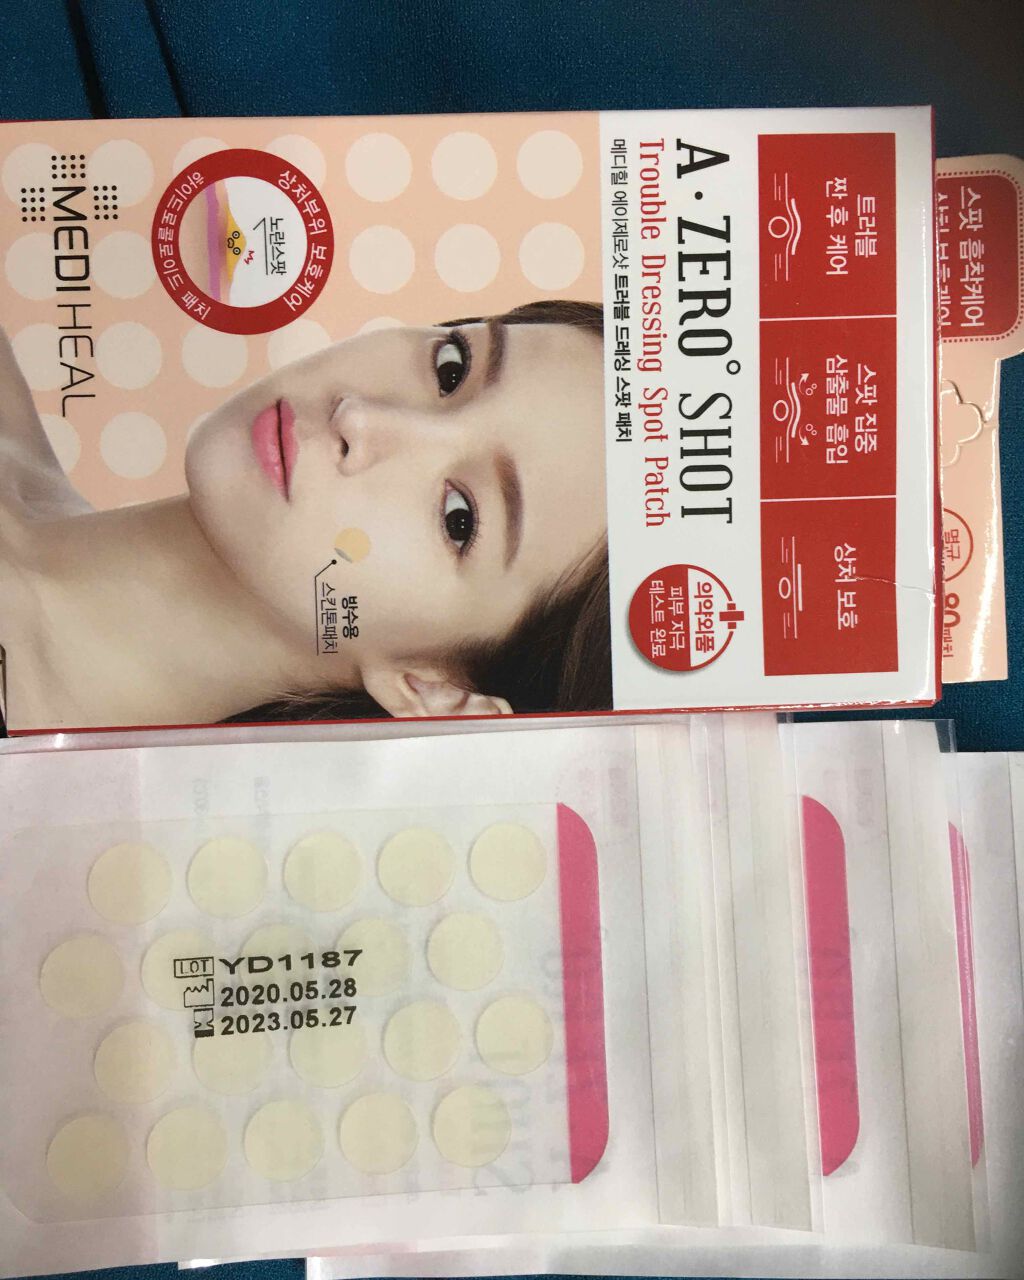 트러블
짠 후 케어
스팟 집중
삼출물 흡입
상처 보호
A·ZERO° SHOT
Trouble Dressing Spot Patch
메디힐 에이제로샷 트러블 드레싱 스팟 패치
의약외품
피부 자극
테스트 완료
상처부위 보호케어
노란스팟
하이드로콜로이드 패치
방수용
스킨톤패치
MEDIHEAL
스팟 흡착케어
멸균
LOT YD1187
2020.05.28
2023.05.27